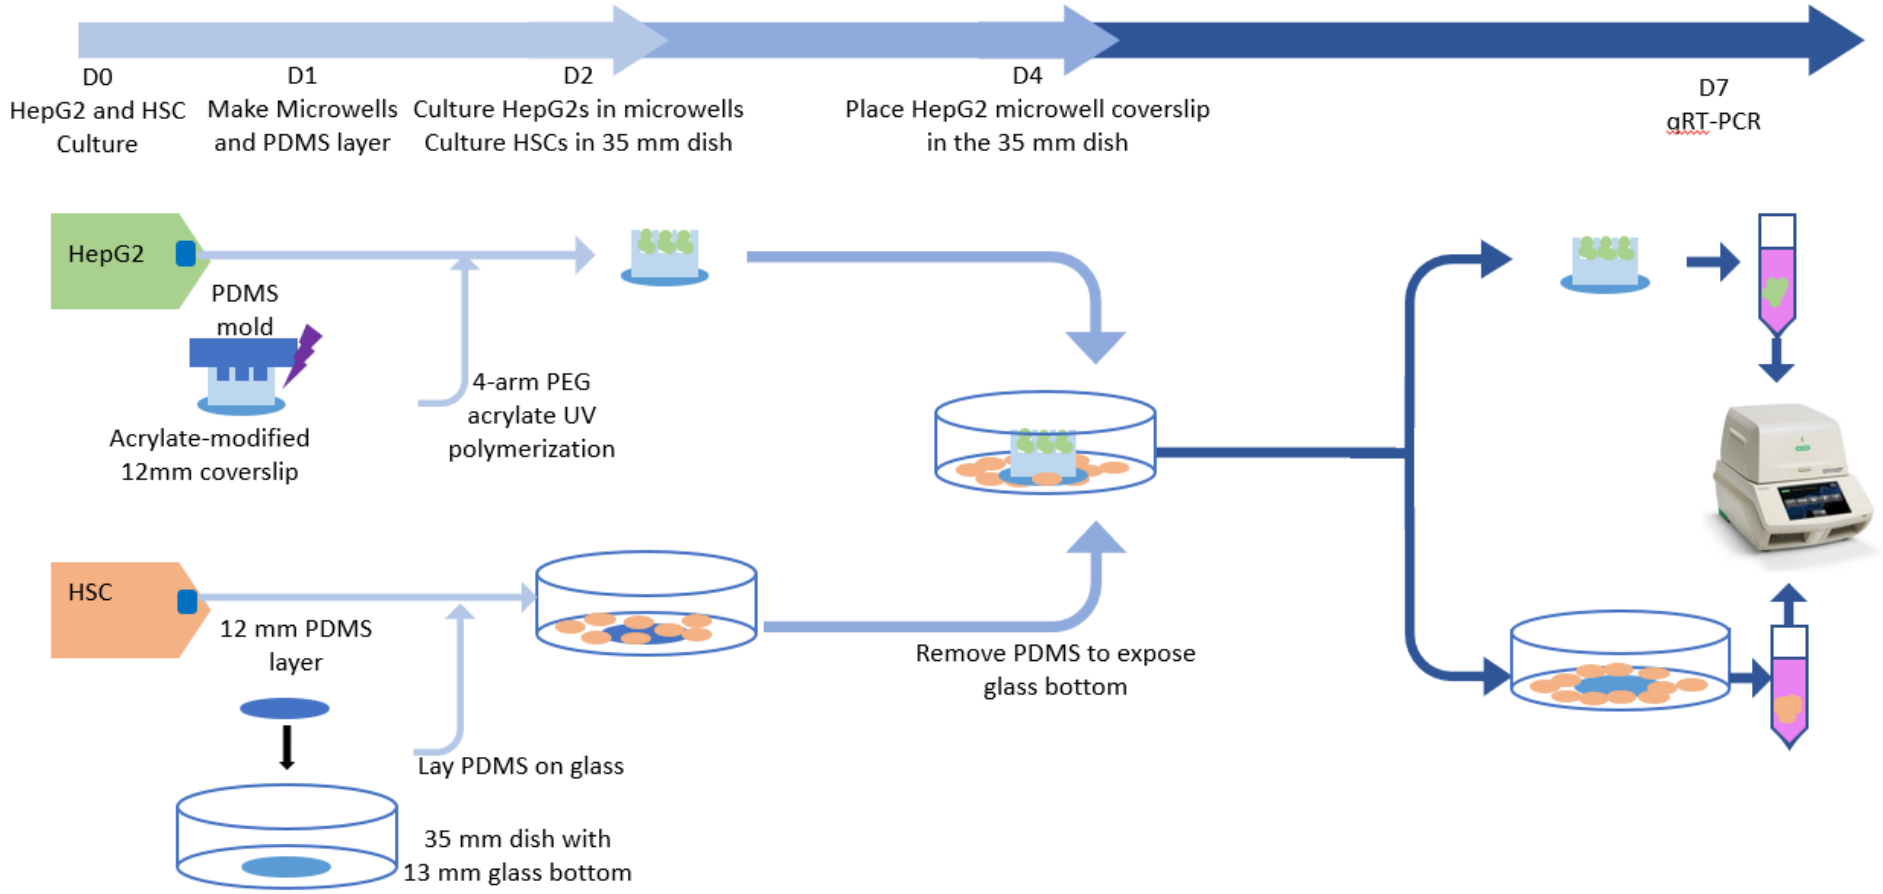 D0
HepG2 and HSC
Culture
D1
Make Microwells
and PDMS layer
D2
Culture HepG2s in microwells
Culture HSCs in 35 mm dish
D4
Place HepG2 microwell coverslip
in the 35 mm dish
D7
qRT-PCR
HepG2
PDMS
mold
Acrylate-modified
12mm coverslip
4-arm PEG
acrylate UV
polymerization
HSC
12 mm PDMS
layer
Lay PDMS on glass
35 mm dish with
13 mm glass bottom
Remove PDMS to expose
glass bottom